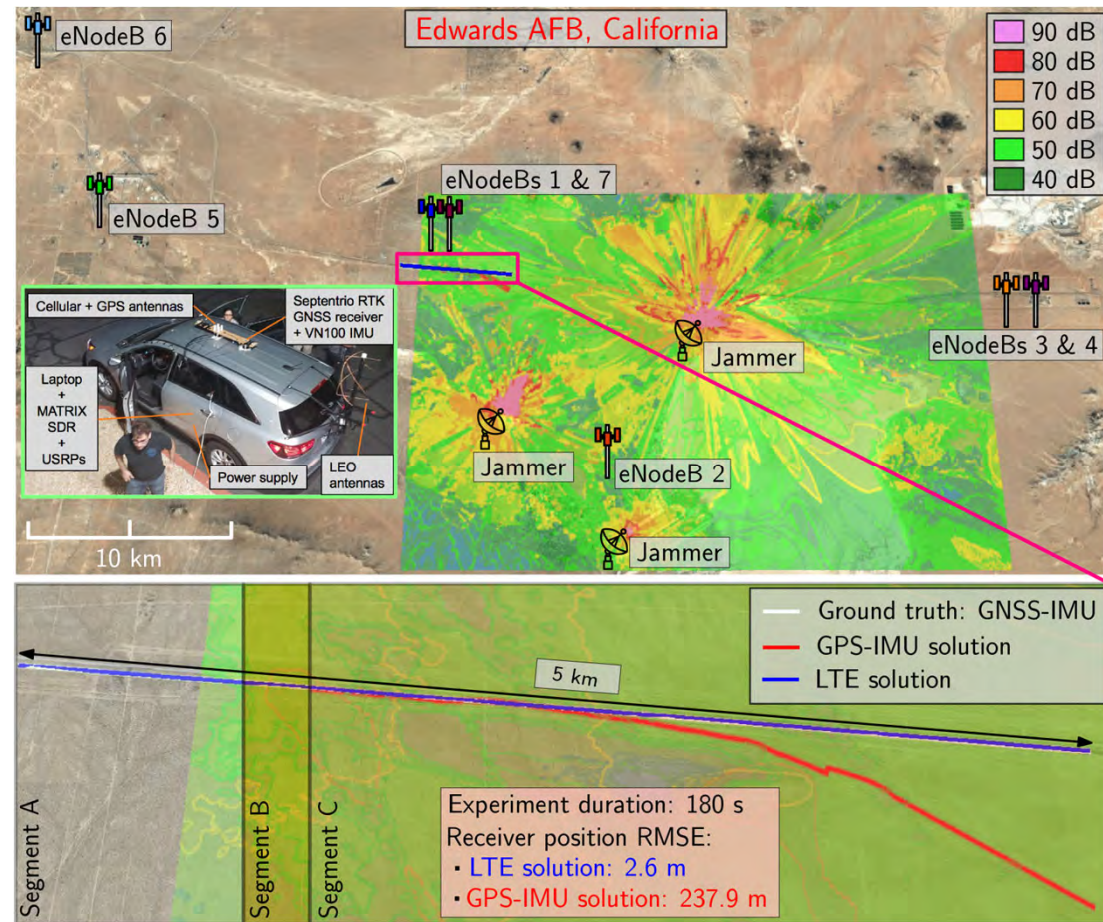 eNodeB 6
Edwards AFB, California
90 dB
80 dB
70 dB
60 dB
50 dB
40 dB
eNodeBs 1 & 7
eNodeB 5
Cellular + GPS antennas
Septentrio RTK
GNSS receiver
+ VN100 IMU
Laptop
+
MATRIX
SDR
+
USRPs
Power supply
LEO
antennas
Jammer
eNodeBs 3 & 4
Jammer
eNodeB 2
Jammer
10 km
Ground truth: GNSS-IMU
GPS-IMU solution
LTE solution
5 km
Segment A
Segment B
Segment C
Experiment duration: 180 s
Receiver position RMSE:
· LTE solution: 2.6 m
· GPS-IMU solution: 237.9 m